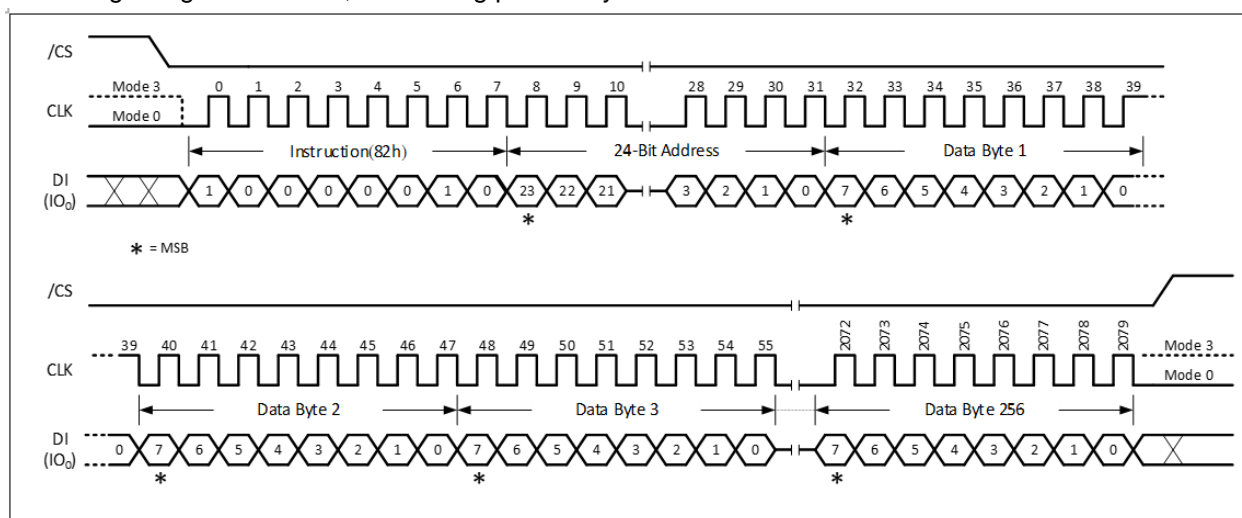 /CS
0 1 2 3 4 5 6 7 8 9 10 28 29 30 31 32 33 34 35 36 37 38 39
Mode 3
CLK
Mode 0
Instruction(82h) 24-Bit Address Data Byte 1
DI
(IO₀)
1 0 0 0 0 0 1 0 23 22 21 3 2 1 0 7 6 5 4 3 2 1 0
* *
* = MSB
/CS
39 40 41 42 43 44 45 46 47 48 49 50 51 52 53 54 55 2072 2073 2074 2075 2076 2077 2078 2079
Mode 3
CLK
Mode 0
Data Byte 2 Data Byte 3 Data Byte 256
DI
(IO₀)
0 7 6 5 4 3 2 1 0 7 6 5 4 3 2 1 0 7 6 5 4 3 2 1 0
* * *